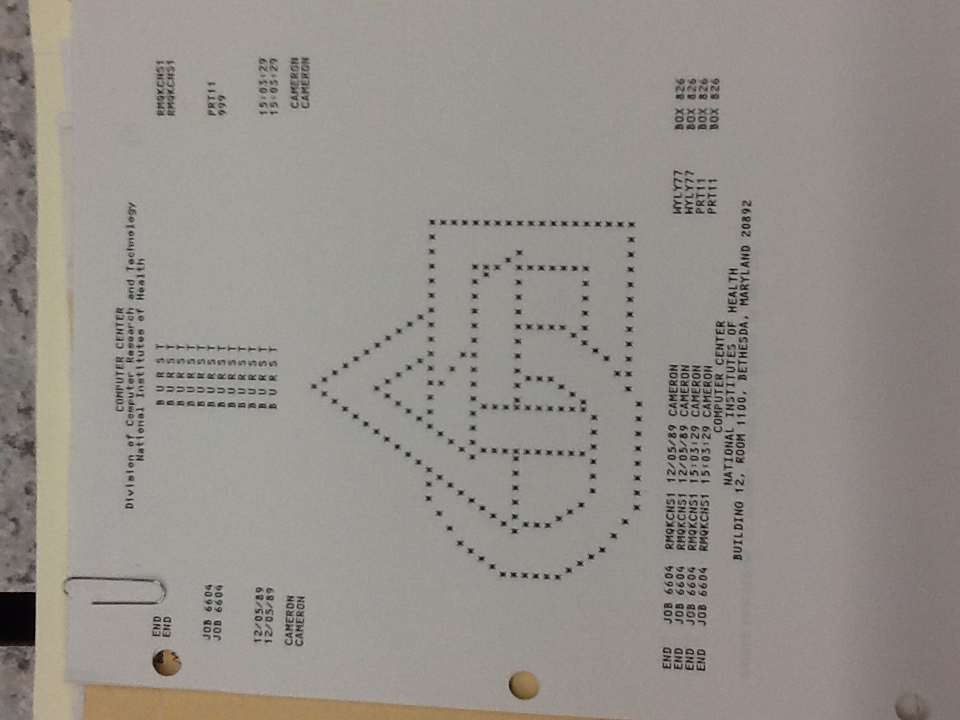 COMPUTER CENTER
Division of Computer Research and Technology
National Institutes of Health
END B U R S T RMQKCNS1
END B U R S T RMQKCNS1
B U R S T
B U R S T
B U R S T
JOB 6604 B U R S T PRT11
JOB 6604 B U R S T 999
B U R S T
B U R S T
B U R S T
12/05/89 B U R S T 15:03:29
12/05/89 B U R S T 15:03:29
CAMERON CAMERON
CAMERON CAMERON
END JOB 6604 RMQKCNS1 12/05/89 CAMERON WYLY77 BOX 826
END JOB 6604 RMQKCNS1 12/05/89 CAMERON WYLY77 BOX 826
END JOB 6604 RMQKCNS1 15:03:29 CAMERON PRT11 BOX 826
END JOB 6604 RMQKCNS1 15:03:29 CAMERON PRT11 BOX 826
COMPUTER CENTER
NATIONAL INSTITUTES OF HEALTH
BUILDING 12, ROOM 1100, BETHESDA, MARYLAND 20892